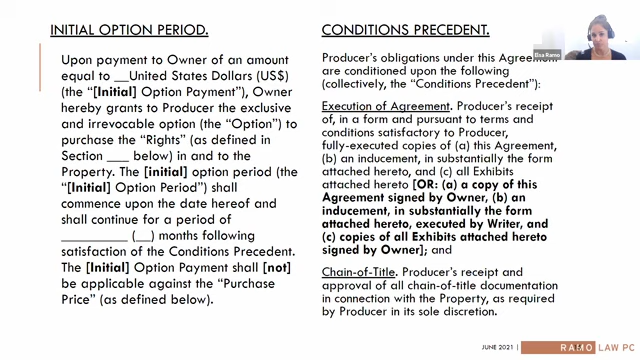 INITIAL OPTION PERIOD.
Upon payment to Owner of an amount
equal to __United States Dollars (US$)
(the “[Initial] Option Payment”), Owner
hereby grants to Producer the exclusive
and irrevocable option (the “Option”) to
purchase the “Rights” (as defined in
Section ___ below) in and to the
Property. The [initial] option period (the
“[Initial] Option Period”) shall
commence upon the date hereof and
shall continue for a period of
__________ (__) months following
satisfaction of the Conditions Precedent.
The [Initial] Option Payment shall [not]
be applicable against the “Purchase
Price” (as defined below).
CONDITIONS PRECEDENT.
Producer’s obligations under this Agreement
are conditioned upon the following
(collectively, the “Conditions Precedent”):
Execution of Agreement. Producer’s receipt
of, in a form and pursuant to terms and
conditions satisfactory to Producer,
fully-executed copies of (a) this Agreement,
(b) an inducement, in substantially the form
attached hereto, and (c) all Exhibits
attached hereto [OR: (a) a copy of this
Agreement signed by Owner, (b) an
inducement, in substantially the form
attached hereto, executed by Writer, and
(c) copies of all Exhibits attached hereto
signed by Owner]; and
Chain-of-Title. Producer’s receipt and
approval of all chain-of-title documentation
in connection with the Property, as required
by Producer in its sole discretion.
Elsa Ramo
JUNE 2021
RAMO LAW PC